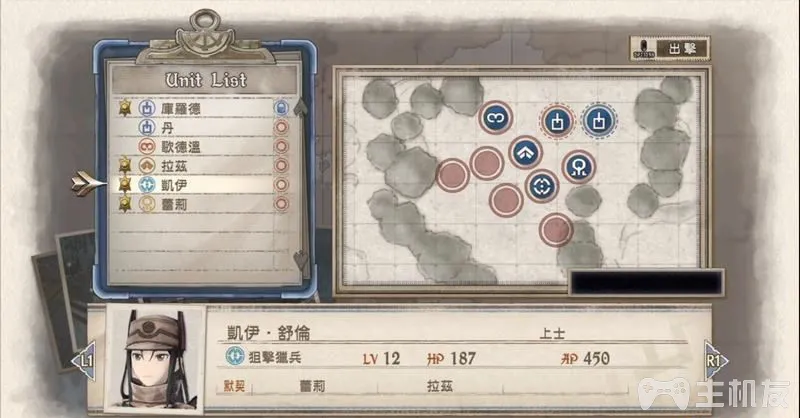 出擊
Unit List
庫羅德
丹
歌德溫
拉茲
凱伊
蕾莉
凱伊·舒倫 上士
狙擊獵兵 LV 12 HP 187 AP 450
L1 R1
默契 蕾莉 拉茲
主机友